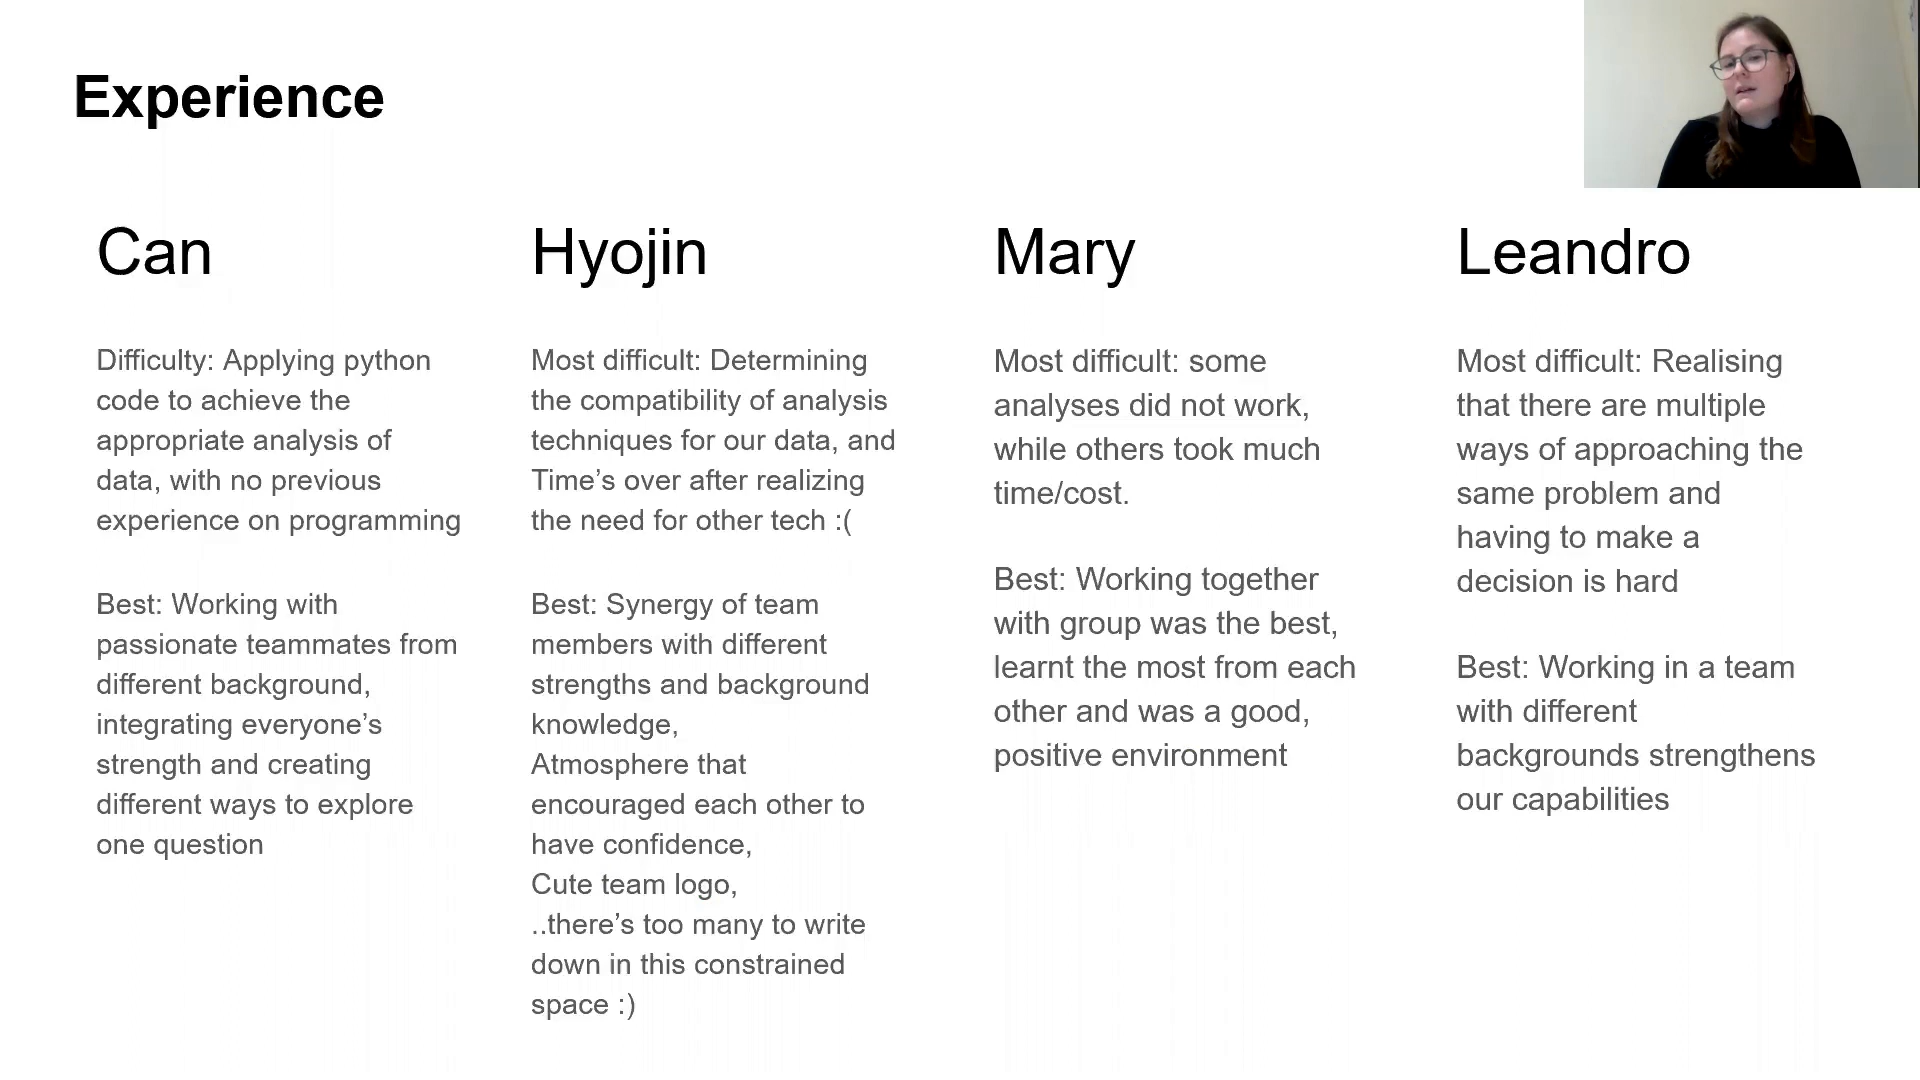 Experience
Can
Difficulty: Applying python
code to achieve the
appropriate analysis of
data, with no previous
experience on programming
Best: Working with
passionate teammates from
different background,
integrating everyone’s
strength and creating
different ways to explore
one question
Hyojin
Most difficult: Determining
the compatibility of analysis
techniques for our data, and
Time’s over after realizing
the need for other tech :(
Best: Synergy of team
members with different
strengths and background
knowledge,
Atmosphere that
encouraged each other to
have confidence,
Cute team logo,
..there’s too many to write
down in this constrained
space :)
Mary
Most difficult: some
analyses did not work,
while others took much
time/cost.
Best: Working together
with group was the best,
learnt the most from each
other and was a good,
positive environment
Leandro
Most difficult: Realising
that there are multiple
ways of approaching the
same problem and
having to make a
decision is hard
Best: Working in a team
with different
backgrounds strengthens
our capabilities